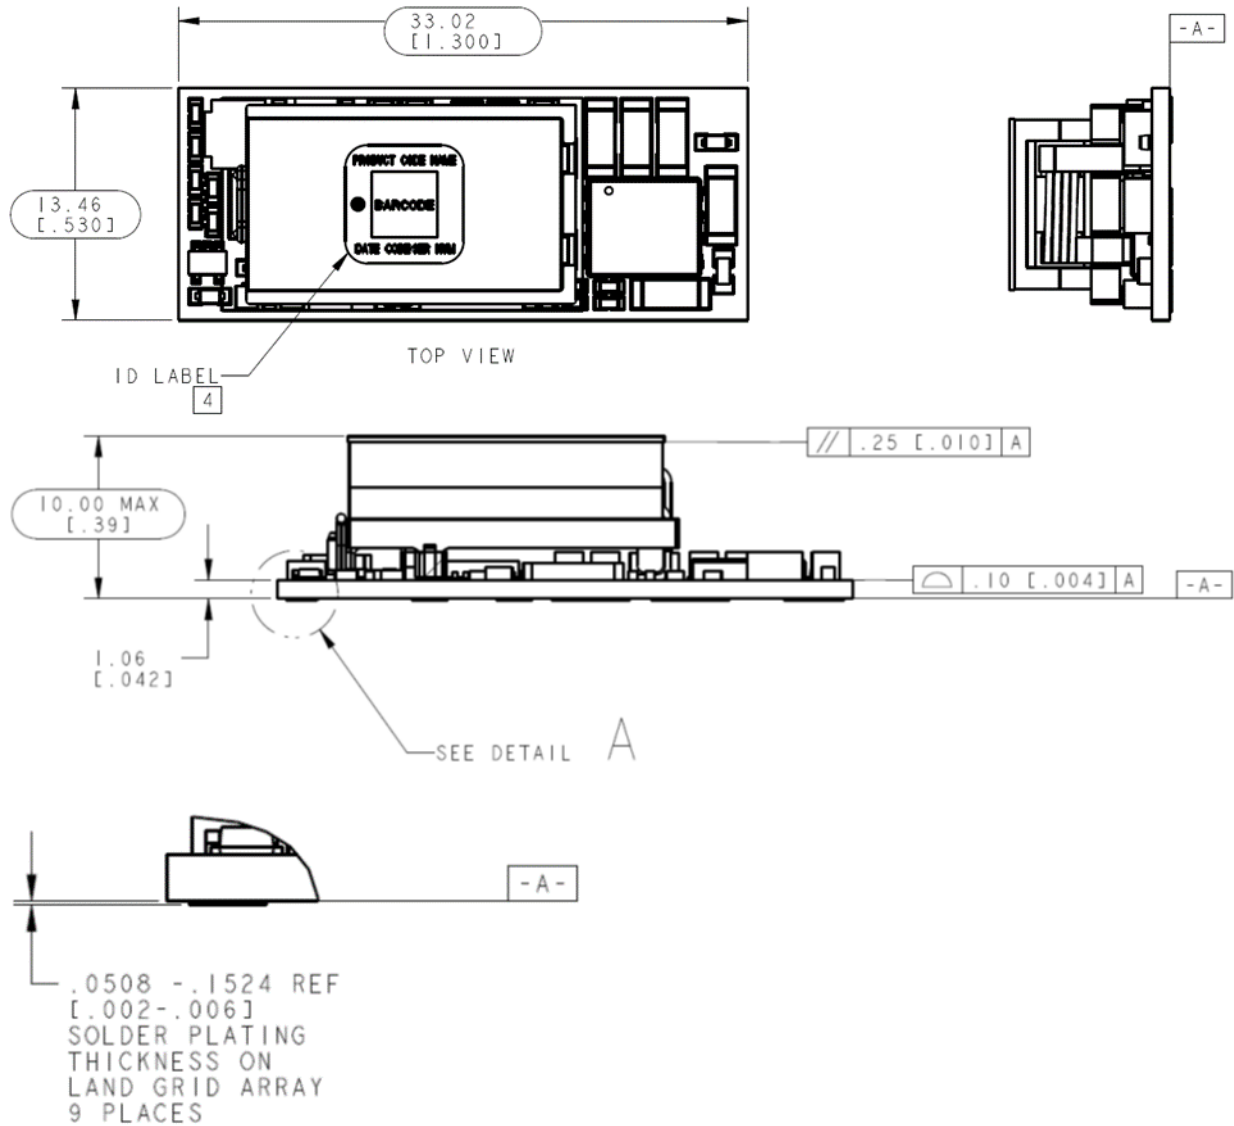 33.02
[1.300]
-A-
13.46
[.530]
PRODUCT CODE NAME
BARCODE
TOP VIEW
ID LABEL
4
// .25 [.010] A
10.00 MAX
[.39]
.10 [.004] A
-A-
1.06
[.042]
SEE DETAIL A
-A-
.0508 -.1524 REF
[.002-.006]
SOLDER PLATING
THICKNESS ON
LAND GRID ARRAY
9 PLACES